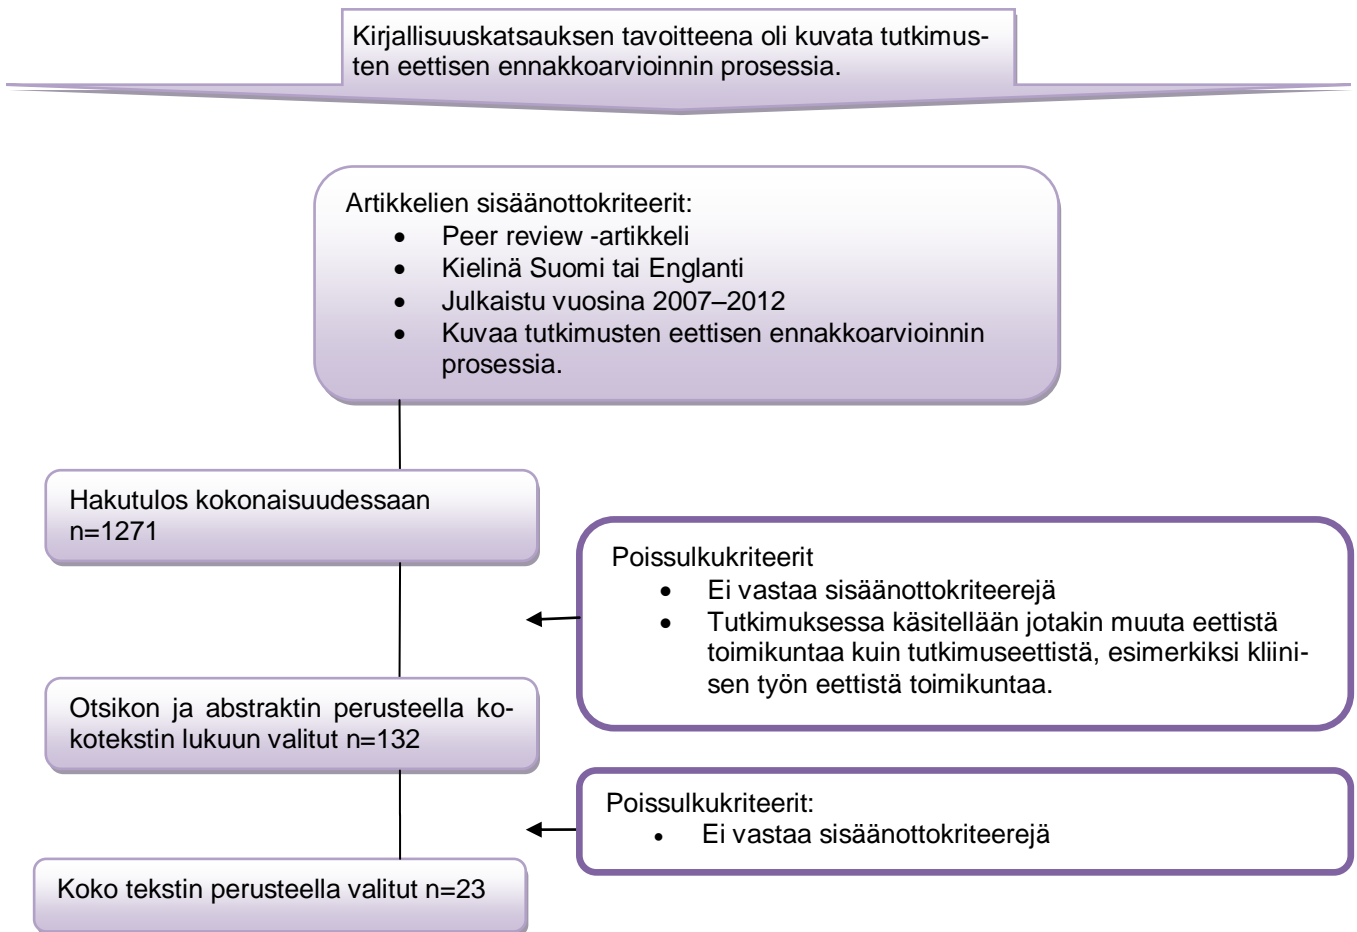 Kirjallisuuskatsauksen tavoitteena oli kuvata tutkimus-
ten eettisen ennakkoarvioinnin prosessia.
Artikkelien sisäänottokriteerit:
• Peer review -artikkeli
• Kielinä Suomi tai Englanti
• Julkaistu vuosina 2007–2012
• Kuvaa tutkimusten eettisen ennakkoarvioinnin
prosessia.
Hakutulos kokonaisuudessaan
n=1271
Poissulkukriteerit
• Ei vastaa sisäänottokriteerejä
• Tutkimuksessa käsitellään jotakin muuta eettistä
toimikuntaa kuin tutkimuseettistä, esimerkiksi kliini-
sen työn eettistä toimikuntaa.
Otsikon ja abstraktin perusteella ko-
kotekstin lukuun valitut n=132
Poissulkukriteerit:
• Ei vastaa sisäänottokriteerejä
Koko tekstin perusteella valitut n=23